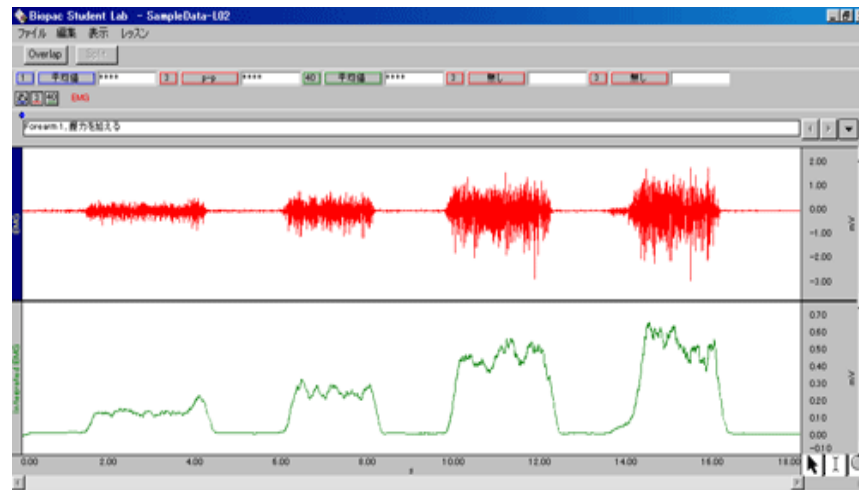 Biopac Student Lab - SampleData-L02
ファイル 編集 表示 レッスン
Overlap Split
1 平均値 **** 3 p-p **** 40 平均値 **** 3 無し 3 無し
3 40 EMG
Forearm 1, 握力を加える
EMG
2.00
1.00
0.00
-1.00
-2.00
-3.00
mV
Integrated EMG
0.70
0.60
0.50
0.40
0.30
0.20
0.10
0.00
-0.10
mV
0.00 2.00 4.00 6.00 8.00 10.00 12.00 14.00 16.00 18.00
s